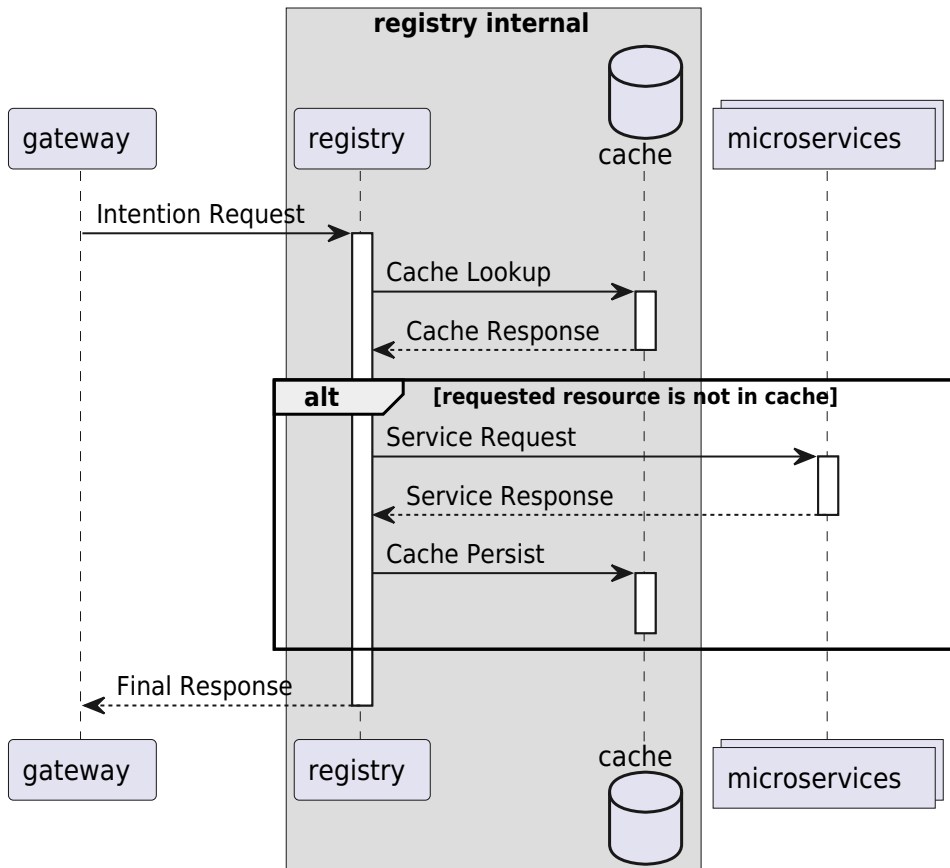 registry internal
gateway
registry
cache
microservices
Intention Request
Cache Lookup
Cache Response
alt
[requested resource is not in cache]
Service Request
Service Response
Cache Persist
Final Response
gateway
registry
cache
microservices